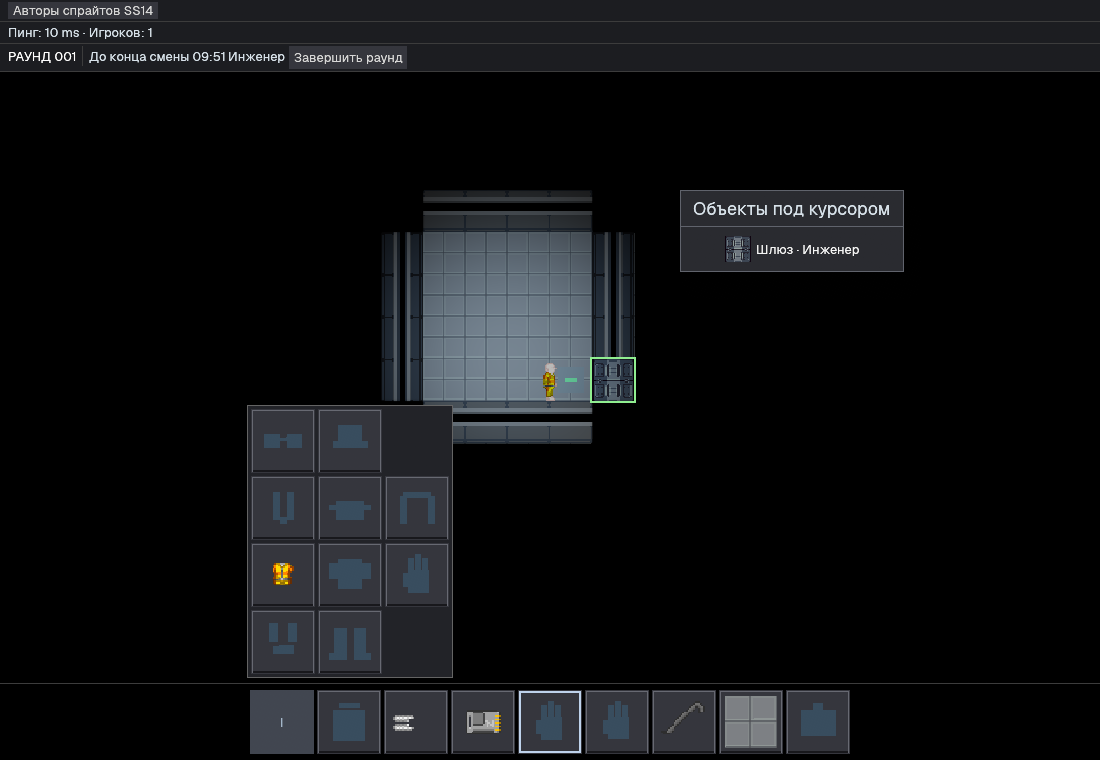 Авторы спрайтов SS14
Пинг: 10 ms · Игроков: 1
РАУНД 001 До конца смены 09:51 Инженер Завершить раунд
Объекты под курсором
Шлюз · Инженер
I